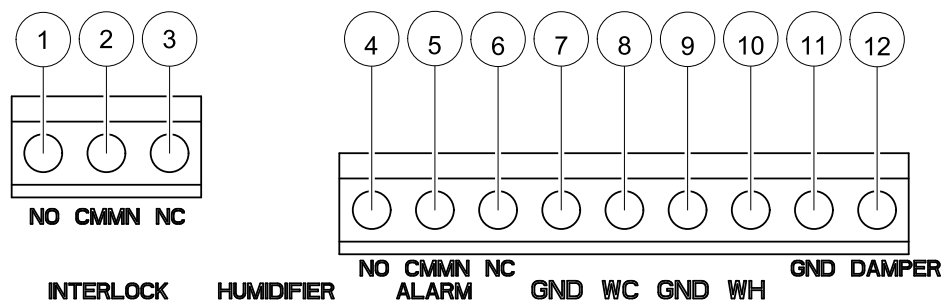 1 2 3 4 5 6 7 8 9 10 11 12
NO CMMN NC
NO CMMN NC GND DAMPER
INTERLOCK HUMIDIFIER ALARM GND WC GND WH